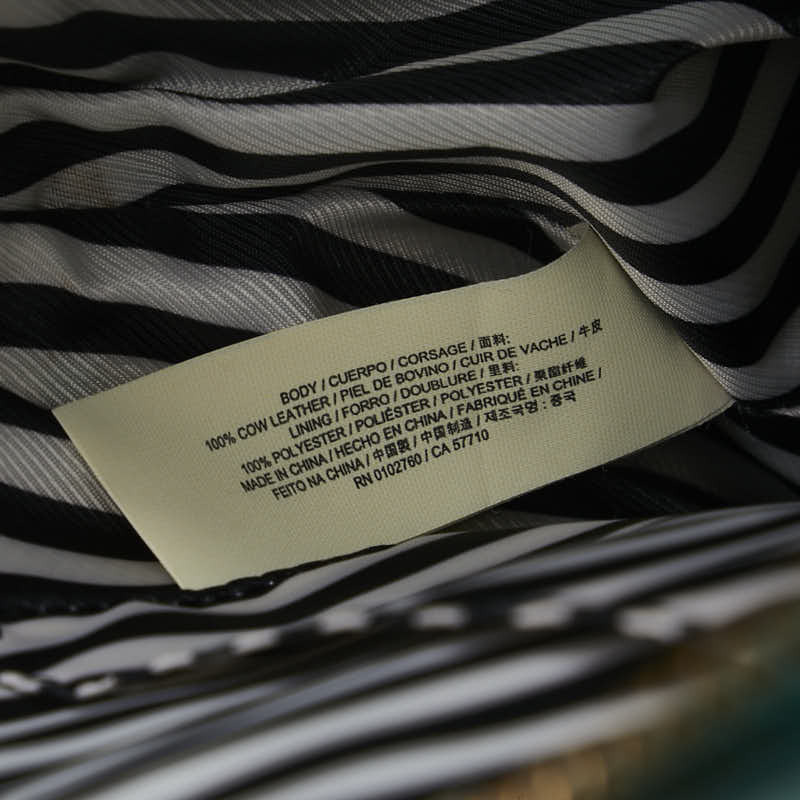 BODY / CUERPO / CORSAGE / 面料:
100% COW LEATHER / PIEL DE BOVINO / CUIR DE VACHE / 牛皮
LINING / FORRO / DOUBLURE / 里料:
100% POLYESTER / POLIÉSTER / POLYESTER / 聚酯纤维
MADE IN CHINA / HECHO EN CHINA / FABRIQUÉ EN CHINE /
FEITO NA CHINA / 中國製 / 中国制造 / 제조국명 : 중국
RN 0102760 / CA 57710